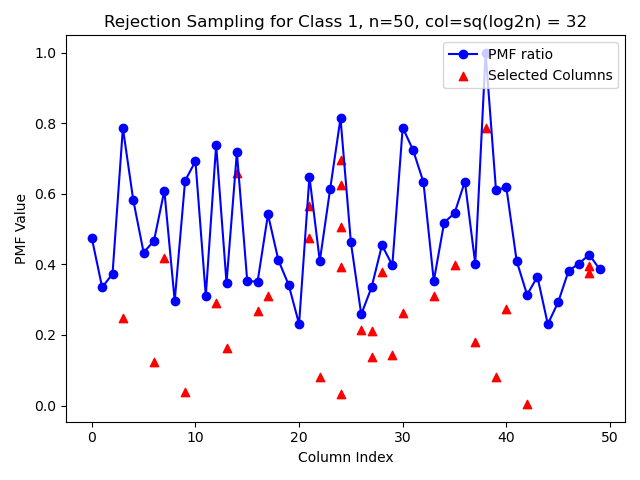 Rejection Sampling for Class 1, n=50, col=sq(log2n) = 32
PMF ratio
Selected Columns
PMF Value
1.0
0.8
0.6
0.4
0.2
0.0
0 10 20 30 40 50
Column Index